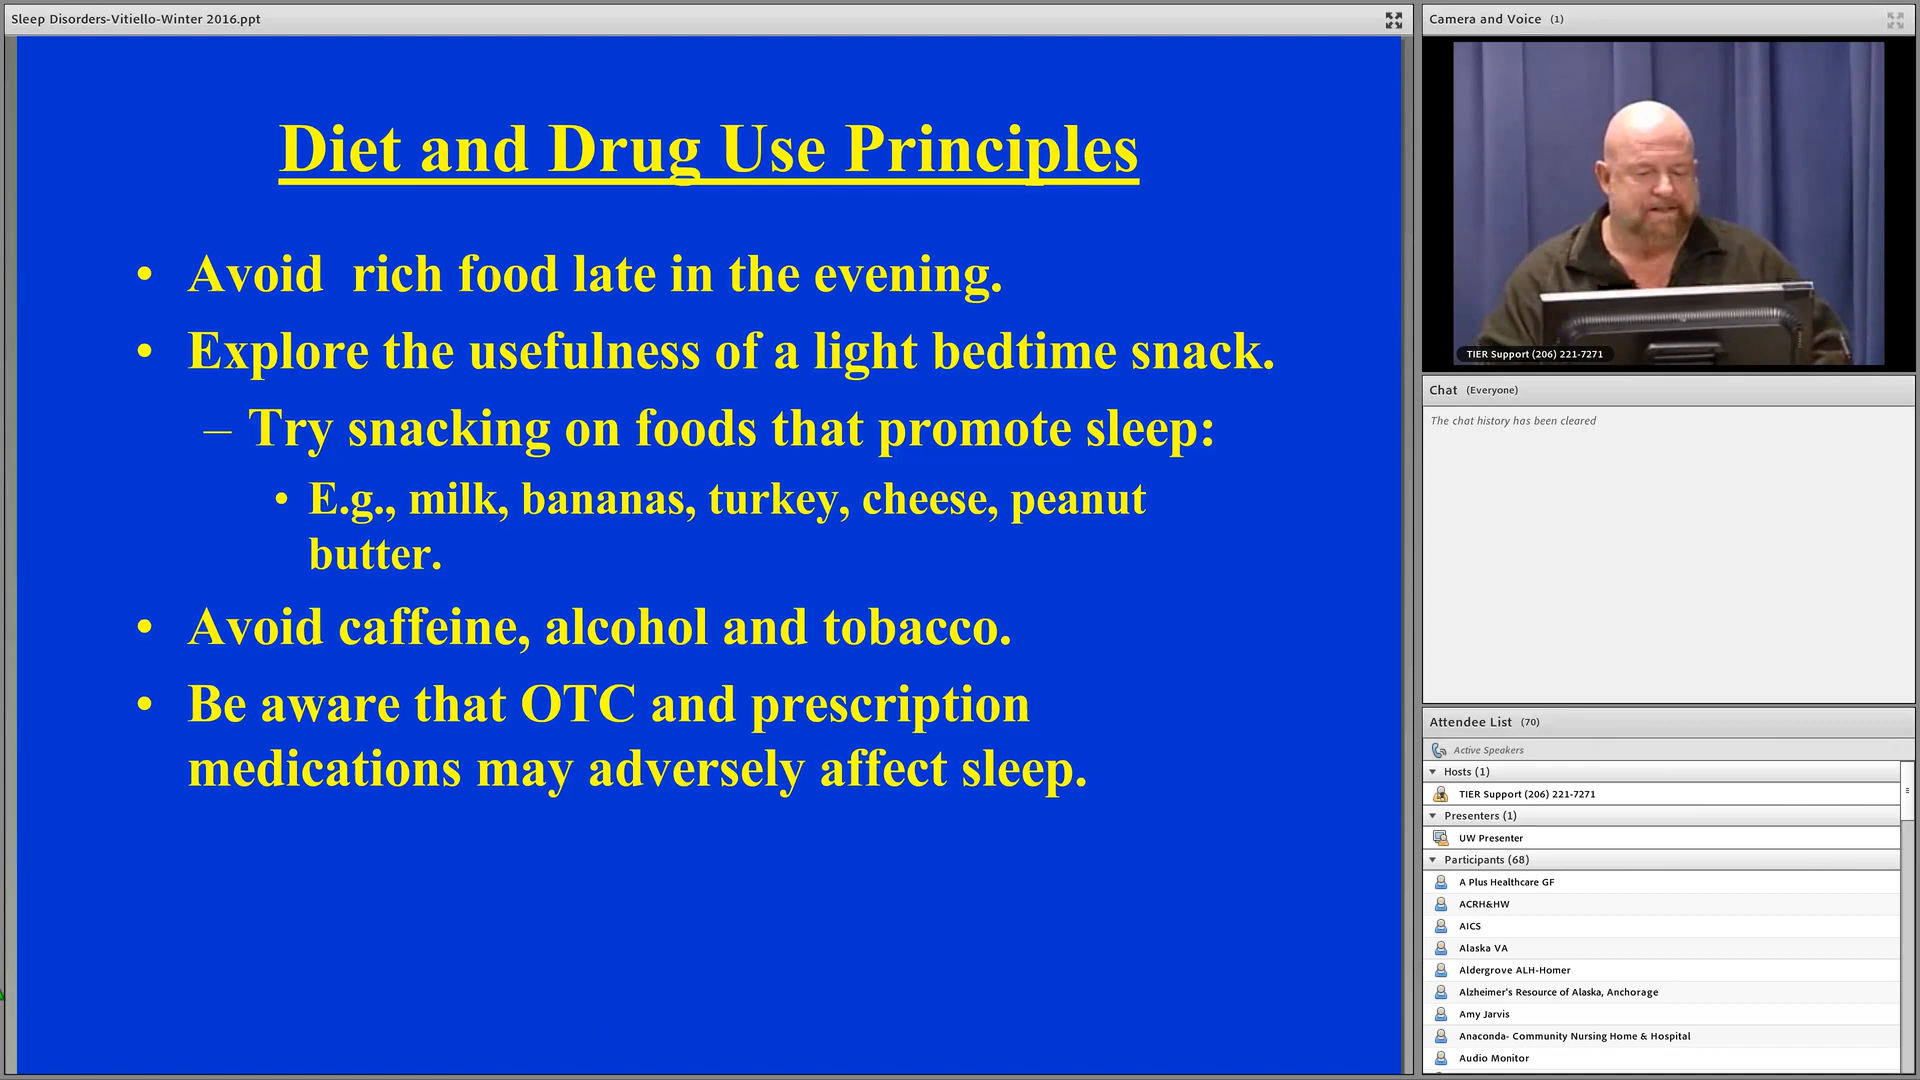 Sleep Disorders-Vitiello-Winter 2016.ppt
Diet and Drug Use Principles
• Avoid  rich food late in the evening.
• Explore the usefulness of a light bedtime snack.
– Try snacking on foods that promote sleep:
• E.g., milk, bananas, turkey, cheese, peanut
butter.
• Avoid caffeine, alcohol and tobacco.
• Be aware that OTC and prescription
medications may adversely affect sleep.
Camera and Voice (1)
TIER Support (206) 221-7271
Chat (Everyone)
The chat history has been cleared
Attendee List (70)
Active Speakers
Hosts (1)
TIER Support (206) 221-7271
Presenters (1)
UW Presenter
Participants (68)
A Plus Healthcare GF
ACRH&HW
AICS
Alaska VA
Aldergrove ALH-Homer
Alzheimer's Resource of Alaska, Anchorage
Amy Jarvis
Anaconda- Community Nursing Home & Hospital
Audio Monitor